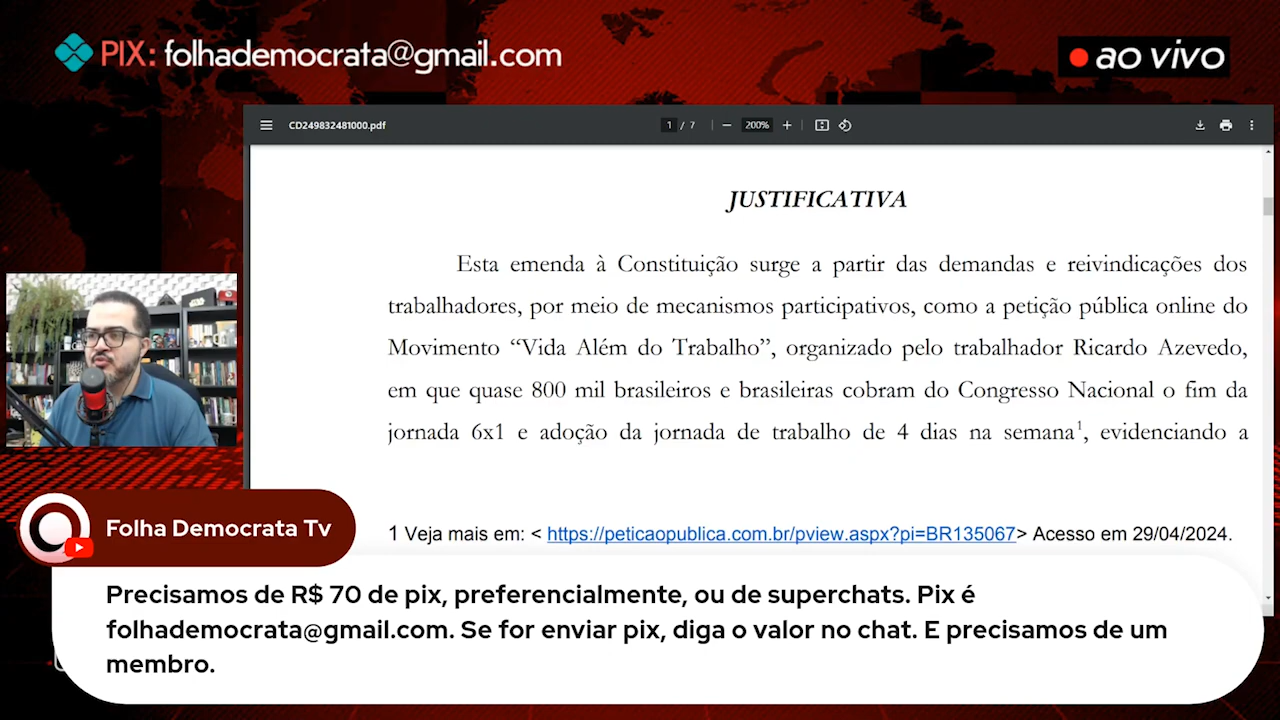 PIX: folhademocrata@gmail.com
ao vivo
CD249832481000.pdf
1 / 7
200%
JUSTIFICATIVA
Esta emenda à Constituição surge a partir das demandas e reivindicações dos
trabalhadores, por meio de mecanismos participativos, como a petição pública online do
Movimento “Vida Além do Trabalho”, organizado pelo trabalhador Ricardo Azevedo,
em que quase 800 mil brasileiros e brasileiras cobram do Congresso Nacional o fim da
jornada 6x1 e adoção da jornada de trabalho de 4 dias na semana¹, evidenciando a
1 Veja mais em: < https://peticaopublica.com.br/pview.aspx?pi=BR135067> Acesso em 29/04/2024.
Folha Democrata Tv
Precisamos de R$ 70 de pix, preferencialmente, ou de superchats. Pix é
folhademocrata@gmail.com. Se for enviar pix, diga o valor no chat. E precisamos de um
membro.